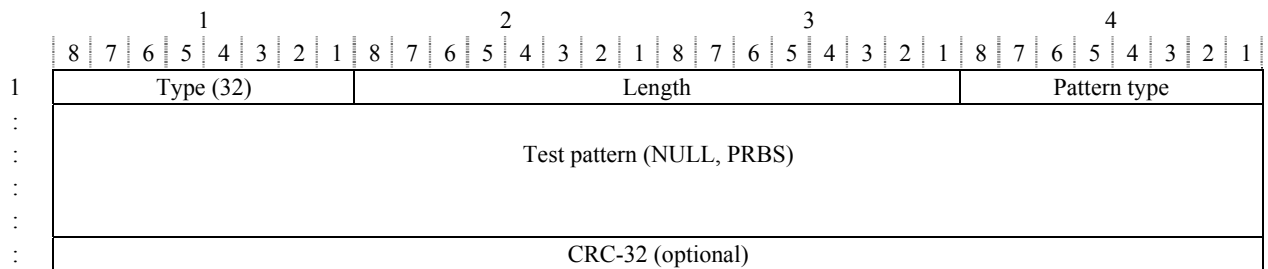 1 2 3 4
8 7 6 5 4 3 2 1 8 7 6 5 4 3 2 1 8 7 6 5 4 3 2 1 8 7 6 5 4 3 2 1
1 Type (32) Length Pattern type
:
: Test pattern (NULL, PRBS)
:
:
: CRC-32 (optional)